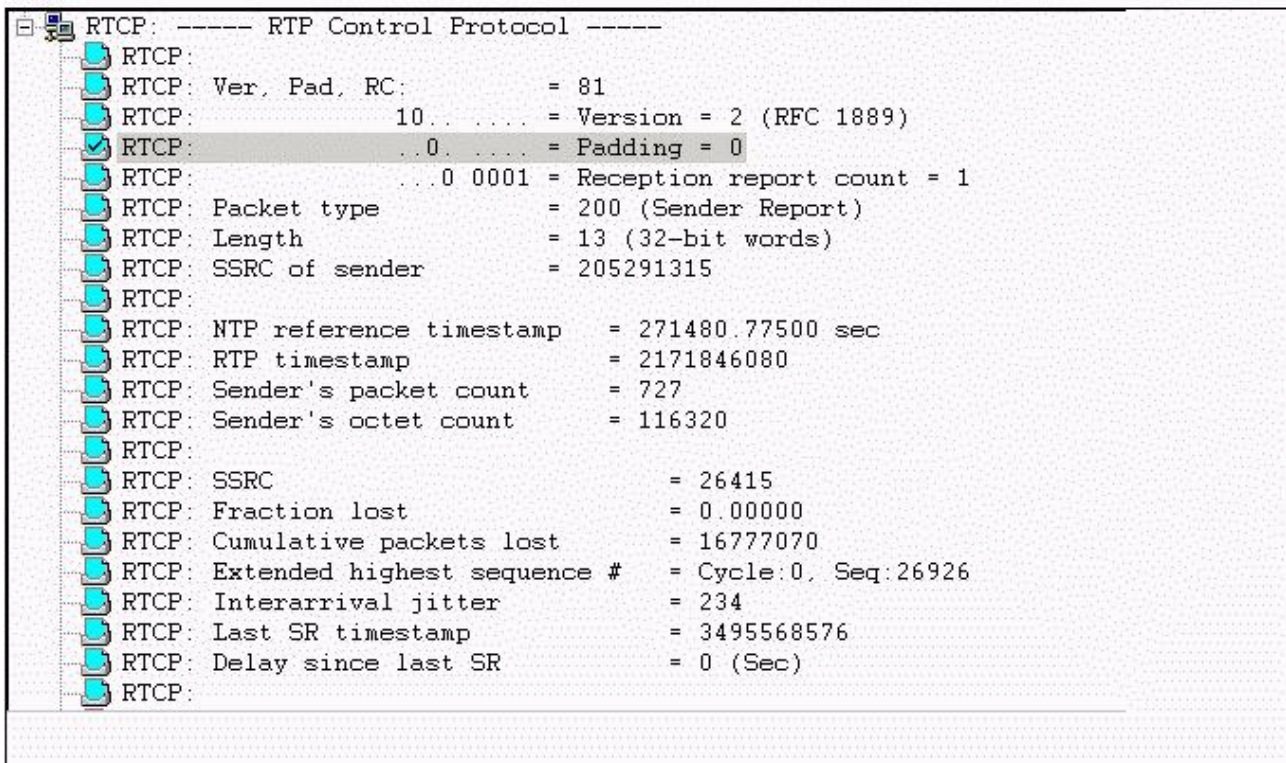 RTCP: ----- RTP Control Protocol -----
RTCP:
RTCP: Ver, Pad, RC: = 81
RTCP: 10.. .... = Version = 2 (RFC 1889)
RTCP: ..0. .... = Padding = 0
RTCP: ...0 0001 = Reception report count = 1
RTCP: Packet type = 200 (Sender Report)
RTCP: Length = 13 (32-bit words)
RTCP: SSRC of sender = 205291315
RTCP:
RTCP: NTP reference timestamp = 271480.77500 sec
RTCP: RTP timestamp = 2171846080
RTCP: Sender's packet count = 727
RTCP: Sender's octet count = 116320
RTCP:
RTCP: SSRC = 26415
RTCP: Fraction lost = 0.00000
RTCP: Cumulative packets lost = 16777070
RTCP: Extended highest sequence # = Cycle:0, Seq:26926
RTCP: Interarrival jitter = 234
RTCP: Last SR timestamp = 3495568576
RTCP: Delay since last SR = 0 (Sec)
RTCP: